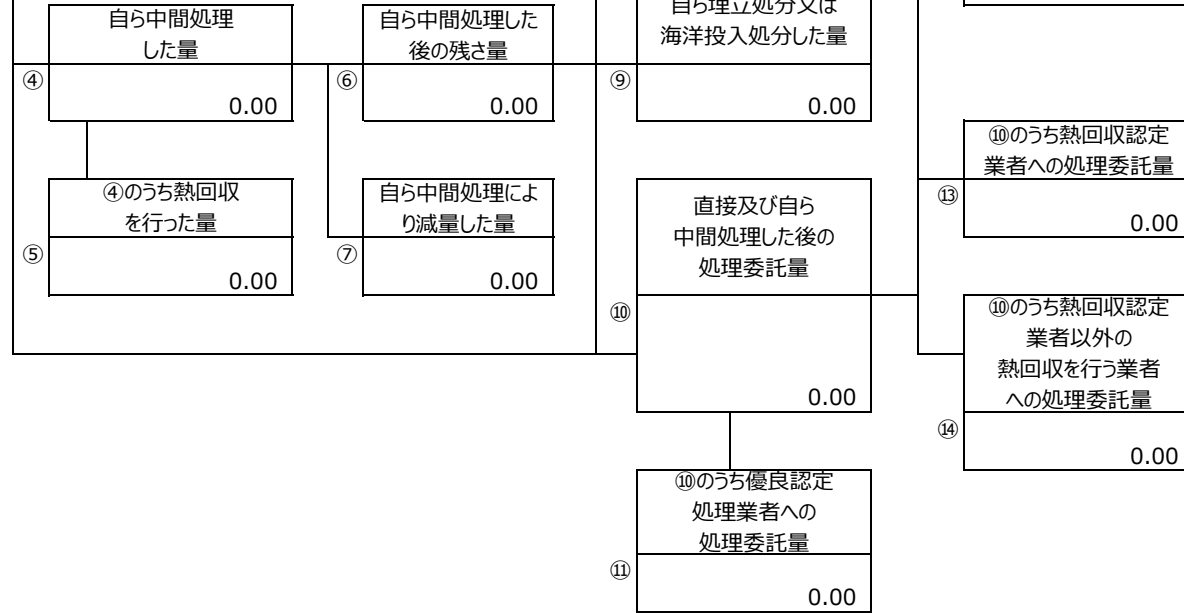 自ら中間処理
した量
④
0.00
自ら中間処理した
後の残さ量
⑥
0.00
自ら埋立処分又は
海洋投入処分した量
⑨
0.00
⑩のうち熱回収認定
業者への処理委託量
⑬
0.00
④のうち熱回収
を行った量
⑤
0.00
自ら中間処理によ
り減量した量
⑦
0.00
直接及び自ら
中間処理した後の
処理委託量
⑩
0.00
⑩のうち熱回収認定
業者以外の
熱回収を行う業者
への処理委託量
⑭
0.00
⑩のうち優良認定
処理業者への
処理委託量
⑪
0.00